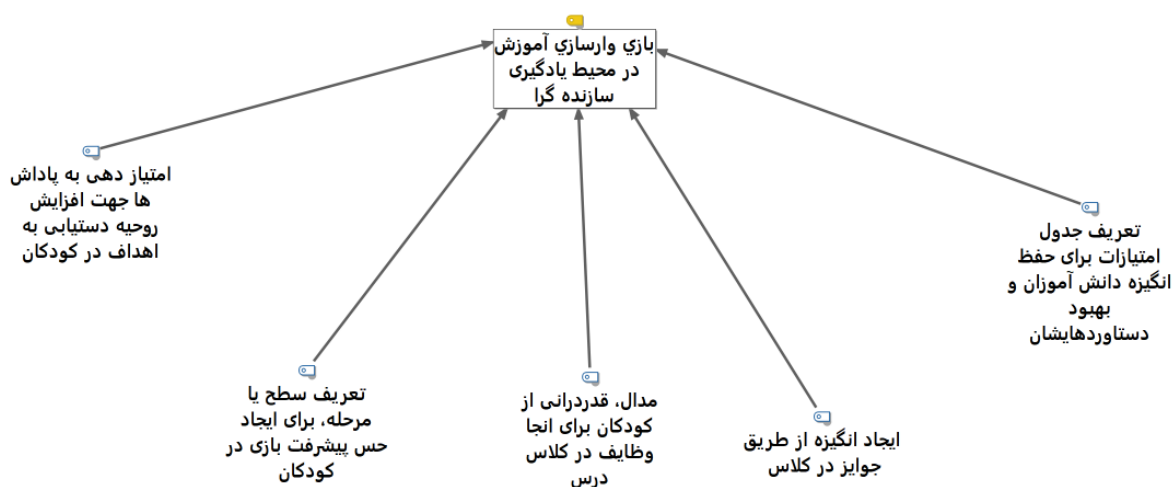 بازي وارسازي آموزش
در محیط یادگیری
سازنده گرا
امتیاز دهی به پاداش
ها جهت افزایش
روحیه دستیابی به
اهداف در کودکان
تعریف سطح یا
مرحله، برای ایجاد
حس پیشرفت بازی در
کودکان
مدال، قدردرانی از
کودکان برای انجا
وظایف در کلاس
درس
ایجاد انگیزه از طریق
جوایز در کلاس
تعریف جدول
امتیازات برای حفظ
انگیزه دانش آموزان و
بهبود
دستاوردهایشان